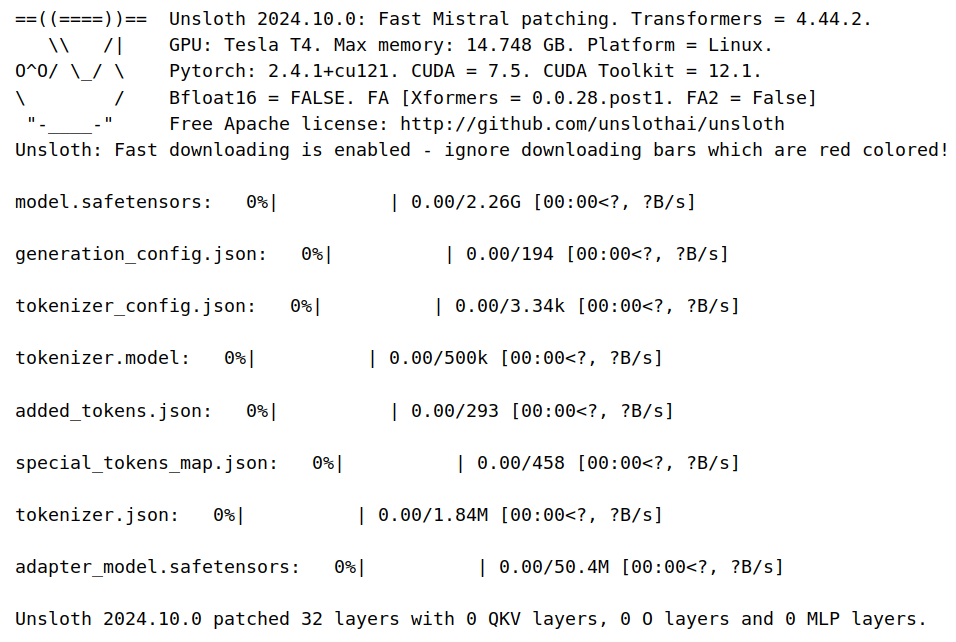 ==((====))==  Unsloth 2024.10.0: Fast Mistral patching. Transformers = 4.44.2.
   \\   /|    GPU: Tesla T4. Max memory: 14.748 GB. Platform = Linux.
O^O/ \_/ \    Pytorch: 2.4.1+cu121. CUDA = 7.5. CUDA Toolkit = 12.1.
\        /    Bfloat16 = FALSE. FA [Xformers = 0.0.28.post1. FA2 = False]
 "-____-"     Free Apache license: http://github.com/unslothai/unsloth
Unsloth: Fast downloading is enabled - ignore downloading bars which are red colored!
model.safetensors:   0%|          | 0.00/2.26G [00:00<?, ?B/s]
generation_config.json:   0%|          | 0.00/194 [00:00<?, ?B/s]
tokenizer_config.json:   0%|          | 0.00/3.34k [00:00<?, ?B/s]
tokenizer.model:   0%|          | 0.00/500k [00:00<?, ?B/s]
added_tokens.json:   0%|          | 0.00/293 [00:00<?, ?B/s]
special_tokens_map.json:   0%|          | 0.00/458 [00:00<?, ?B/s]
tokenizer.json:   0%|          | 0.00/1.84M [00:00<?, ?B/s]
adapter_model.safetensors:   0%|          | 0.00/50.4M [00:00<?, ?B/s]
Unsloth 2024.10.0 patched 32 layers with 0 QKV layers, 0 O layers and 0 MLP layers.